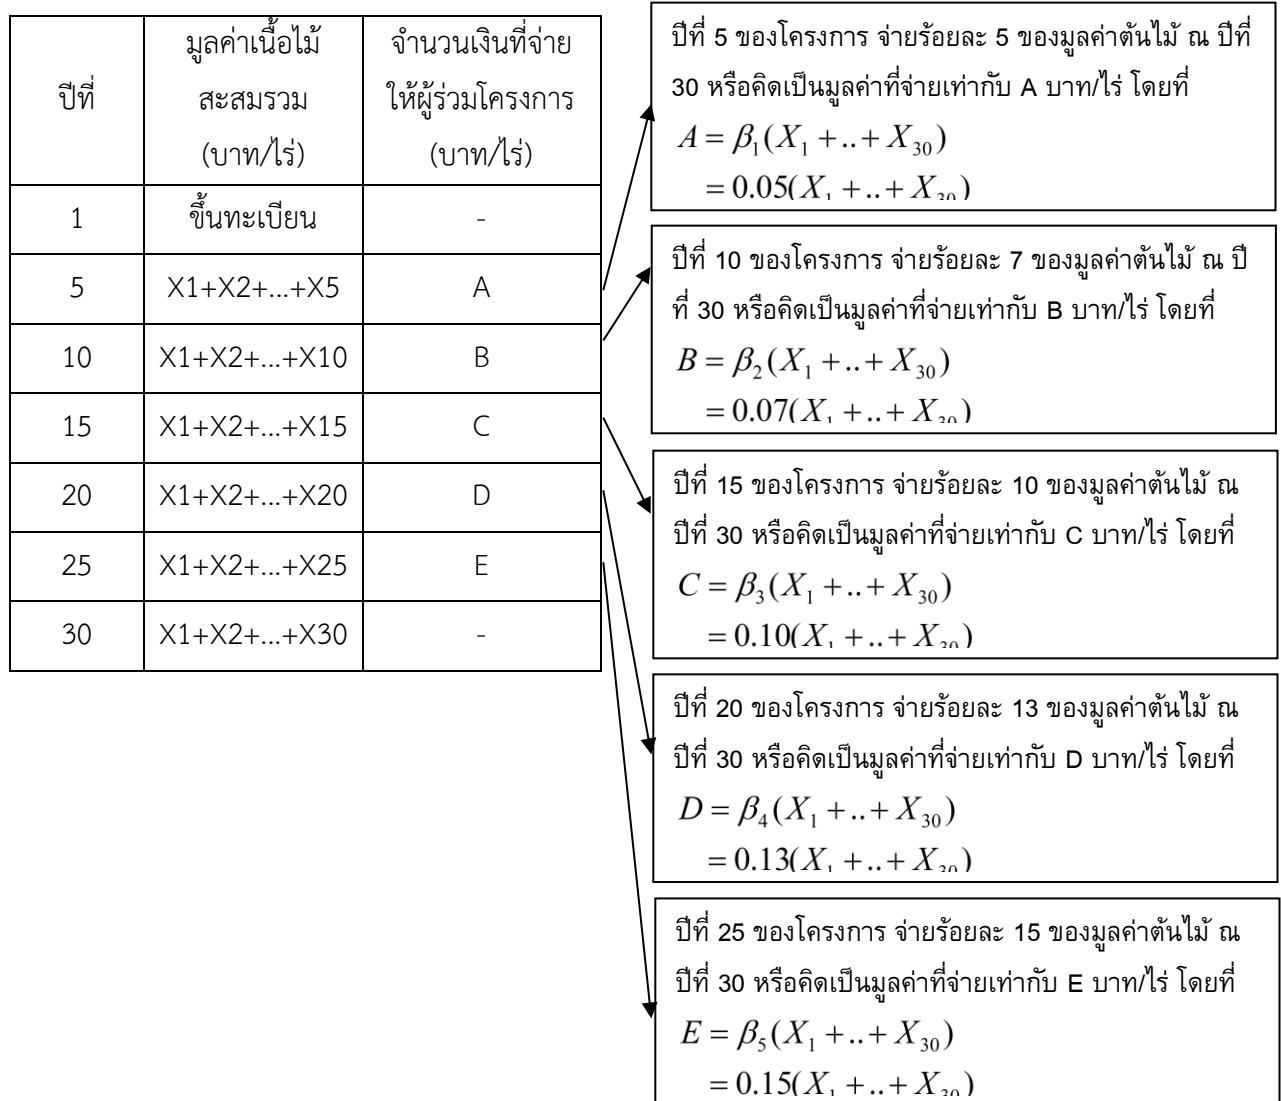 ปีที่
มูลค่าเนื้อไม้
สะสมรวม
(บาท/ไร่)
จำนวนเงินที่จ่าย
ให้ผู้ร่วมโครงการ
(บาท/ไร่)
1 ขึ้นทะเบียน -
5 X1+X2+...+X5 A
10 X1+X2+...+X10 B
15 X1+X2+...+X15 C
20 X1+X2+...+X20 D
25 X1+X2+...+X25 E
30 X1+X2+...+X30 -
ปีที่ 5 ของโครงการ จ่ายร้อยละ 5 ของมูลค่าต้นไม้ ณ ปีที่
30 หรือคิดเป็นมูลค่าที่จ่ายเท่ากับ A บาท/ไร่ โดยที่
A = β₁(X₁ +..+ X₃₀)
= 0.05(X₁ +..+ X₃₀)
ปีที่ 10 ของโครงการ จ่ายร้อยละ 7 ของมูลค่าต้นไม้ ณ ปี
ที่ 30 หรือคิดเป็นมูลค่าที่จ่ายเท่ากับ B บาท/ไร่ โดยที่
B = β₂(X₁ +..+ X₃₀)
= 0.07(X₁ +..+ X₃₀)
ปีที่ 15 ของโครงการ จ่ายร้อยละ 10 ของมูลค่าต้นไม้ ณ
ปีที่ 30 หรือคิดเป็นมูลค่าที่จ่ายเท่ากับ C บาท/ไร่ โดยที่
C = β₃(X₁ +..+ X₃₀)
= 0.10(X₁ +..+ X₃₀)
ปีที่ 20 ของโครงการ จ่ายร้อยละ 13 ของมูลค่าต้นไม้ ณ
ปีที่ 30 หรือคิดเป็นมูลค่าที่จ่ายเท่ากับ D บาท/ไร่ โดยที่
D = β₄(X₁ +..+ X₃₀)
= 0.13(X₁ +..+ X₃₀)
ปีที่ 25 ของโครงการ จ่ายร้อยละ 15 ของมูลค่าต้นไม้ ณ
ปีที่ 30 หรือคิดเป็นมูลค่าที่จ่ายเท่ากับ E บาท/ไร่ โดยที่
E = β₅(X₁ +..+ X₃₀)
= 0.15(X₁ +..+ X₃₀)